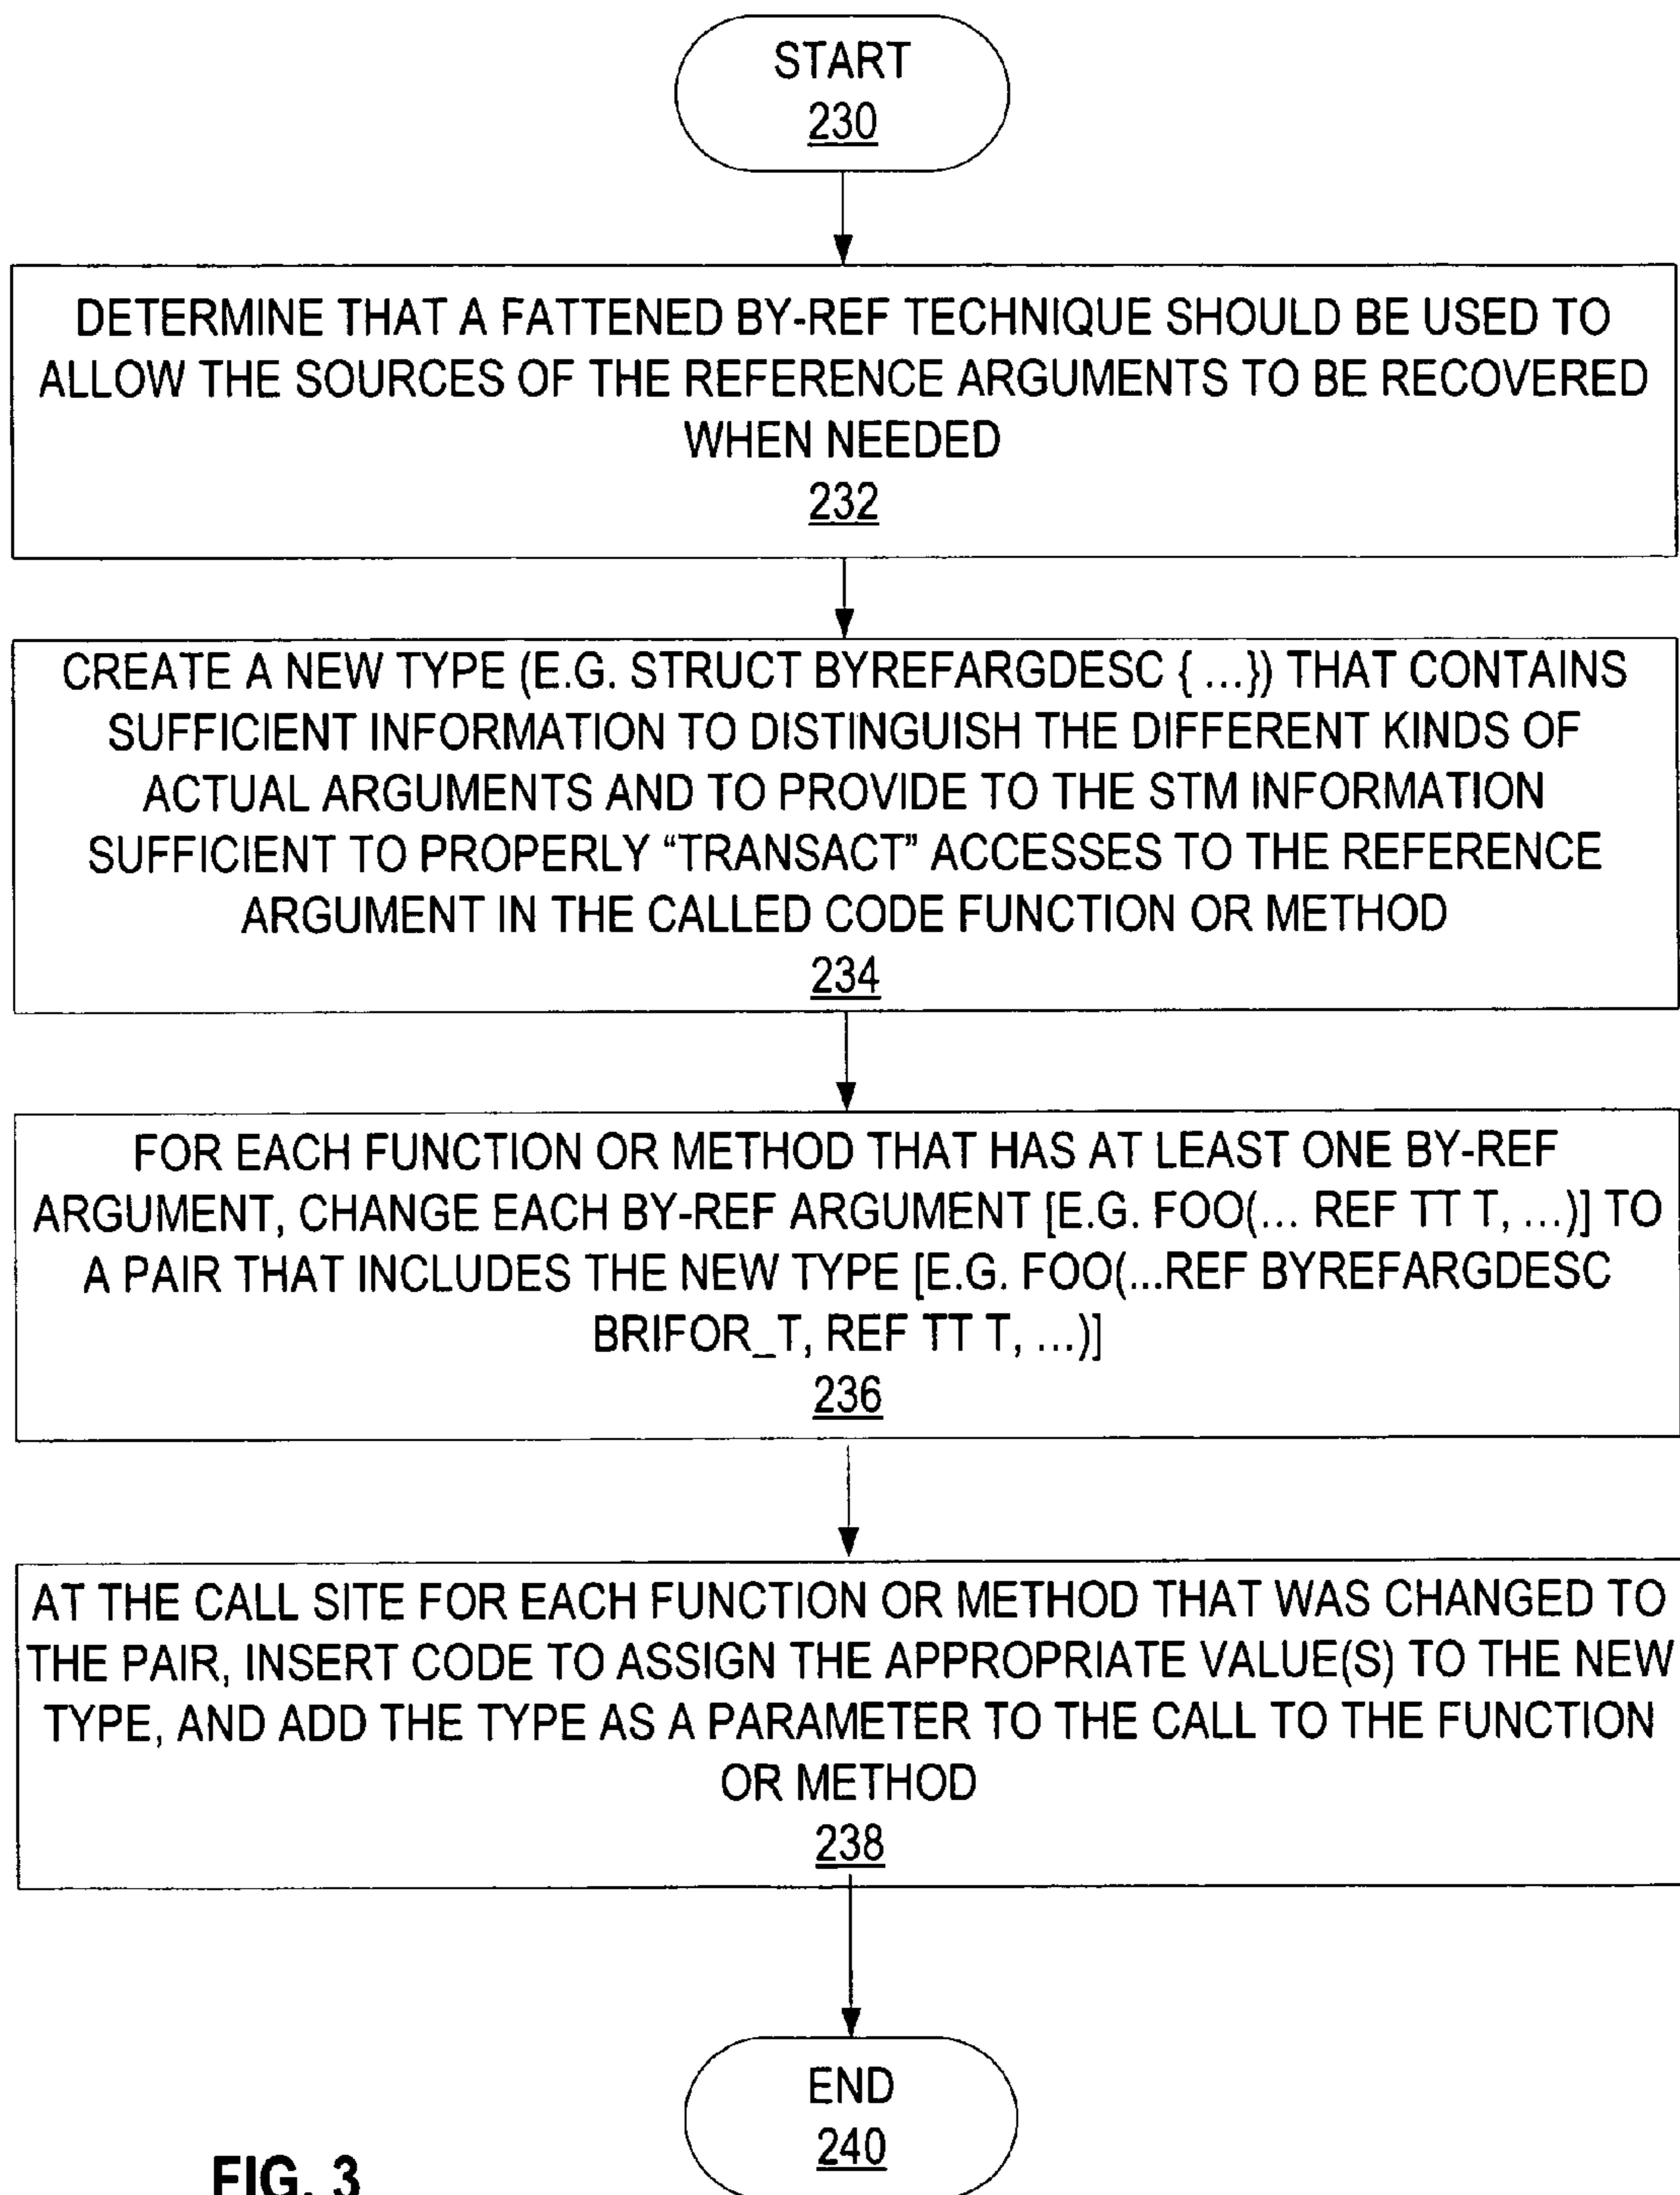 START
230
DETERMINE THAT A FATTENED BY-REF TECHNIQUE SHOULD BE USED TO
ALLOW THE SOURCES OF THE REFERENCE ARGUMENTS TO BE RECOVERED
WHEN NEEDED
232
CREATE A NEW TYPE (E.G. STRUCT BYREFARGDESC { ...}) THAT CONTAINS
SUFFICIENT INFORMATION TO DISTINGUISH THE DIFFERENT KINDS OF
ACTUAL ARGUMENTS AND TO PROVIDE TO THE STM INFORMATION
SUFFICIENT TO PROPERLY “TRANSACT” ACCESSES TO THE REFERENCE
ARGUMENT IN THE CALLED CODE FUNCTION OR METHOD
234
FOR EACH FUNCTION OR METHOD THAT HAS AT LEAST ONE BY-REF
ARGUMENT, CHANGE EACH BY-REF ARGUMENT [E.G. FOO(... REF TT T, ...)] TO
A PAIR THAT INCLUDES THE NEW TYPE [E.G. FOO(...REF BYREFARGDESC
BRIFOR_T, REF TT T, ...)]
236
AT THE CALL SITE FOR EACH FUNCTION OR METHOD THAT WAS CHANGED TO
THE PAIR, INSERT CODE TO ASSIGN THE APPROPRIATE VALUE(S) TO THE NEW
TYPE, AND ADD THE TYPE AS A PARAMETER TO THE CALL TO THE FUNCTION
OR METHOD
238
END
240
FIG. 3